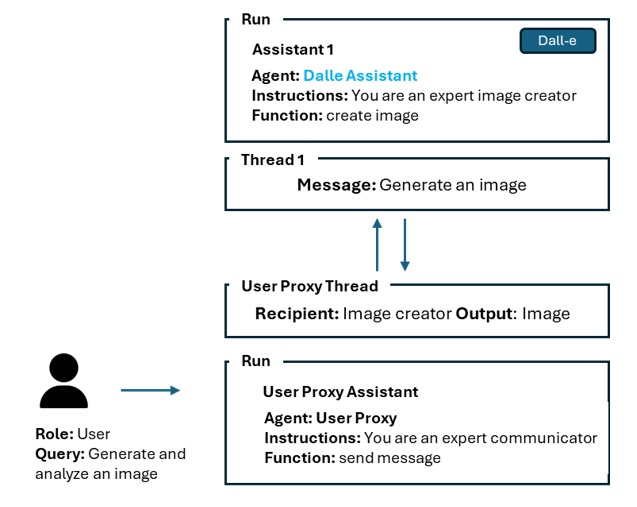 Run
Dall-e
Assistant 1
Agent: Dalle Assistant
Instructions: You are an expert image creator
Function: create image
Thread 1
Message: Generate an image
User Proxy Thread
Recipient: Image creator Output: Image
Run
User Proxy Assistant
Agent: User Proxy
Instructions: You are an expert communicator
Function: send message
Role: User
Query: Generate and
analyze an image